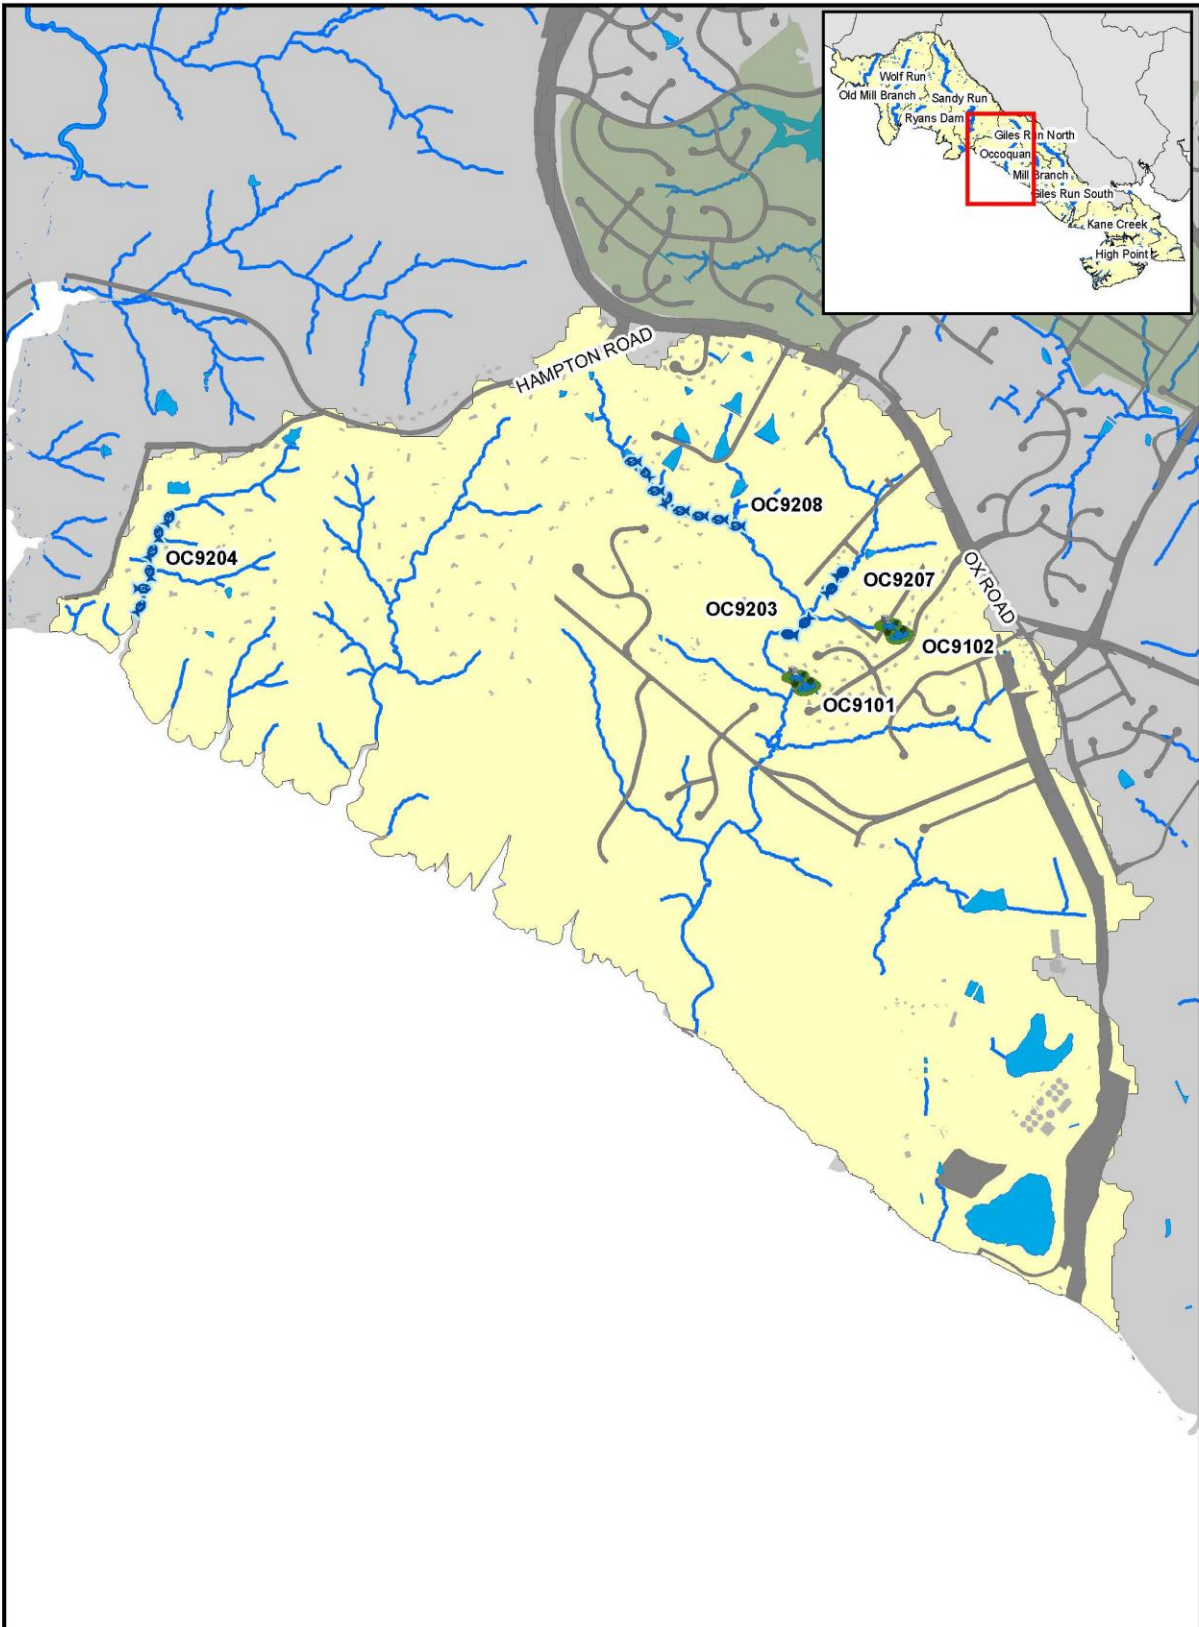 Wolf Run
Old Mill Branch
Sandy Run
Ryans Dam
Giles Run North
Occoquan
Mill Branch
Giles Run South
Kane Creek
High Point
HAMPTON ROAD
OC9208
OC9204
OX ROAD
OC9207
OC9203
OC9102
OC9101